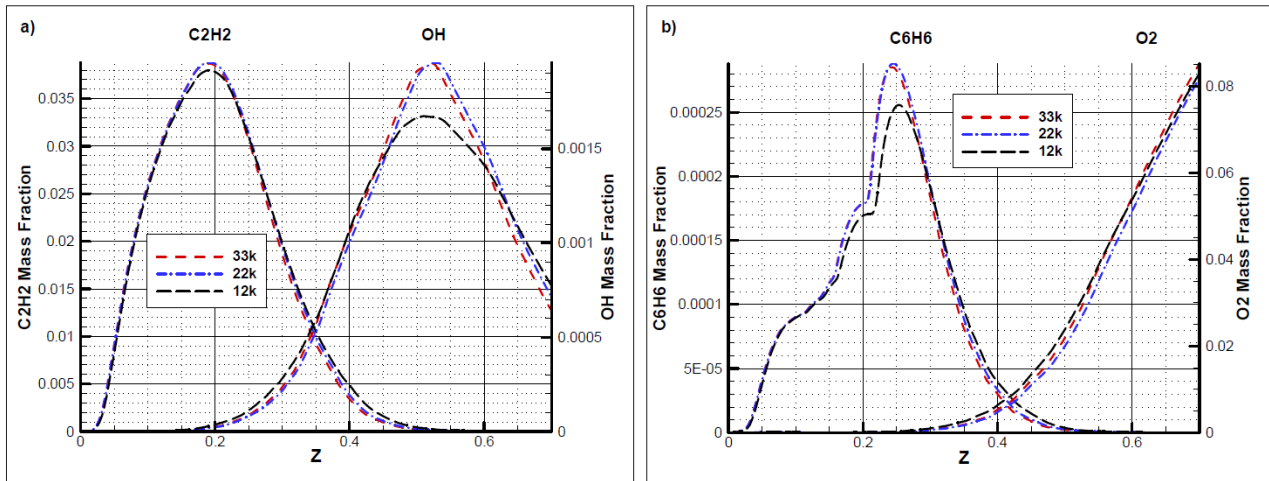 a)
C2H2 OH
0.035
0.03
0.025
0.02
0.015
0.01
0.005
0
C2H2 Mass Fraction
33k
22k
12k
0.0015
0.001
0.0005
0
OH Mass Fraction
0 0.2 0.4 0.6
Z
b)
C6H6 O2
0.00025
0.0002
0.00015
0.0001
5E-05
0
C6H6 Mass Fraction
33k
22k
12k
0.08
0.06
0.04
0.02
0
O2 Mass Fraction
0 0.2 0.4 0.6
Z